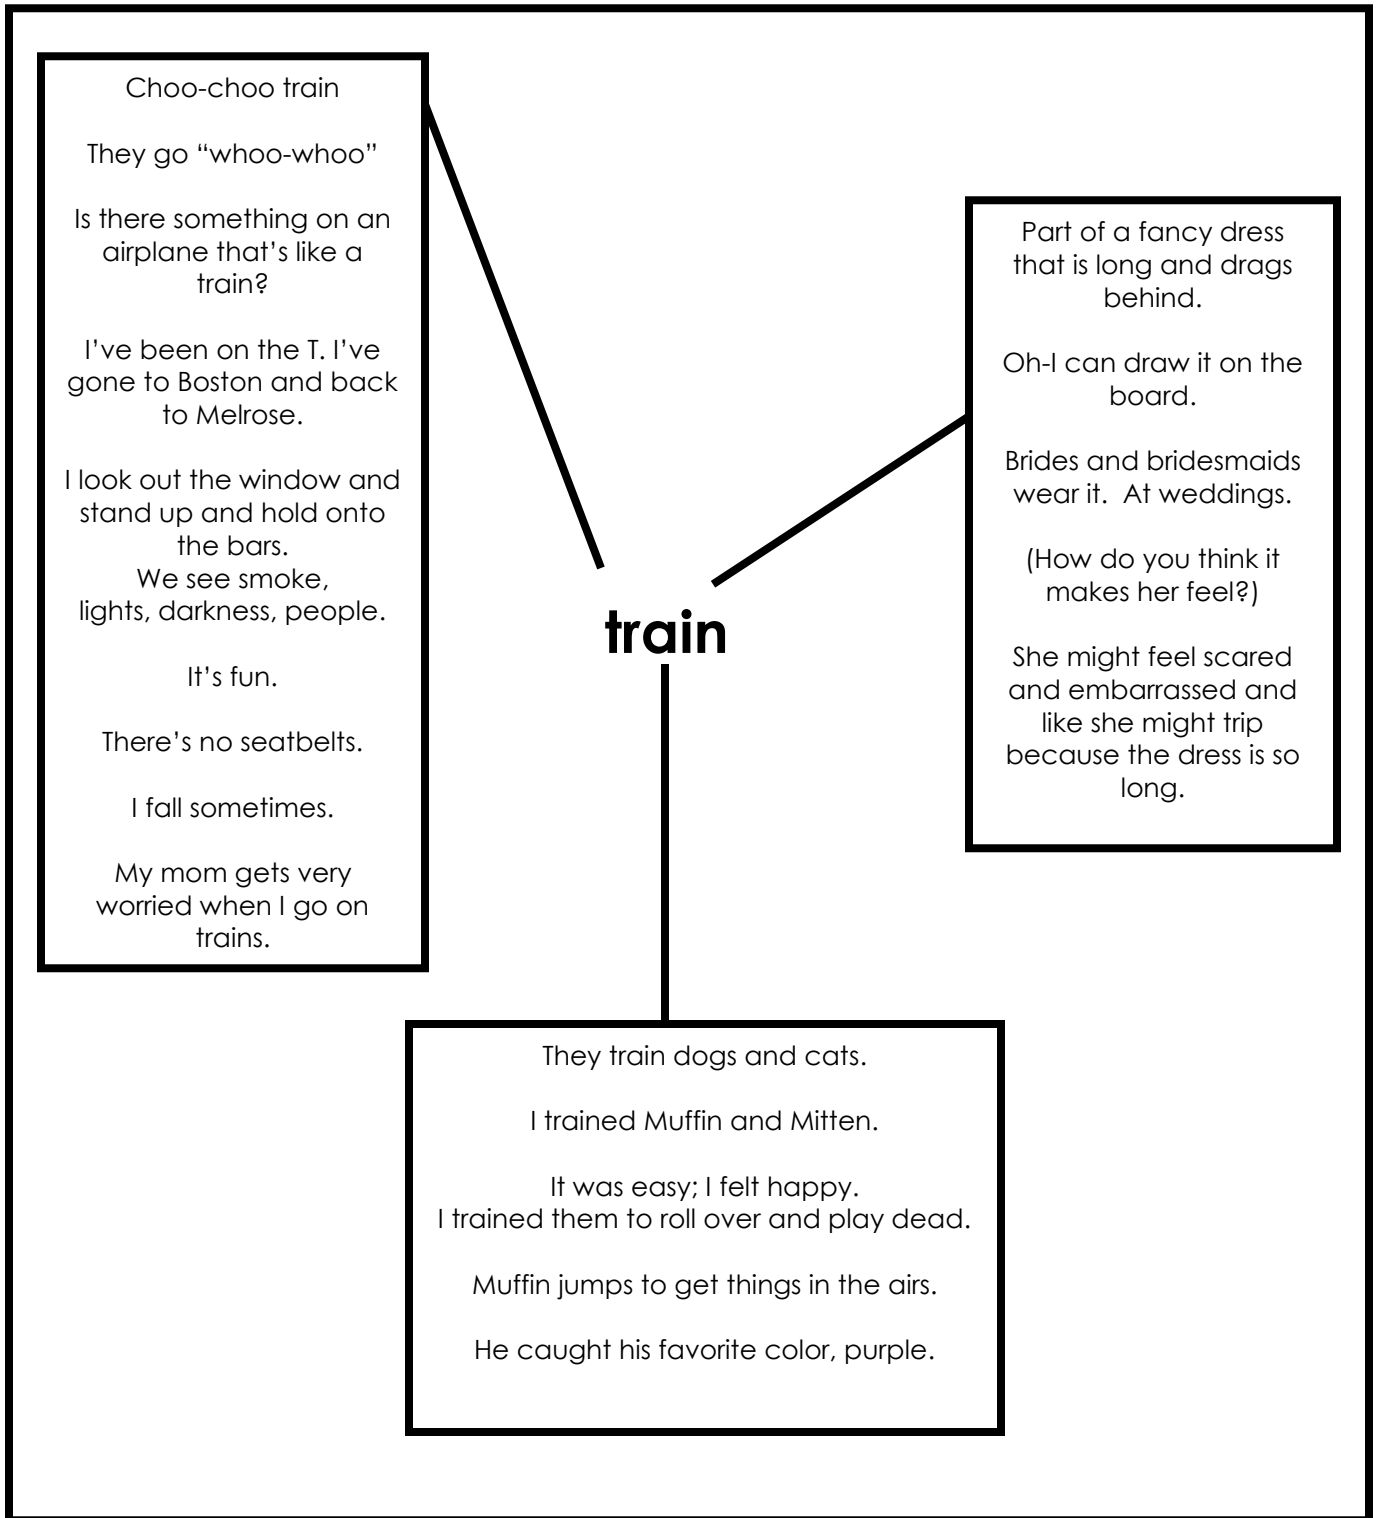 Choo-choo train
They go “whoo-whoo”
Is there something on an
airplane that’s like a
train?
I’ve been on the T. I’ve
gone to Boston and back
to Melrose.
I look out the window and
stand up and hold onto
the bars.
We see smoke,
lights, darkness, people.
It’s fun.
There’s no seatbelts.
I fall sometimes.
My mom gets very
worried when I go on
trains.
Part of a fancy dress
that is long and drags
behind.
Oh-I can draw it on the
board.
Brides and bridesmaids
wear it.  At weddings.
(How do you think it
makes her feel?)
She might feel scared
and embarrassed and
like she might trip
because the dress is so
long.
train
They train dogs and cats.
I trained Muffin and Mitten.
It was easy; I felt happy.
I trained them to roll over and play dead.
Muffin jumps to get things in the airs.
He caught his favorite color, purple.